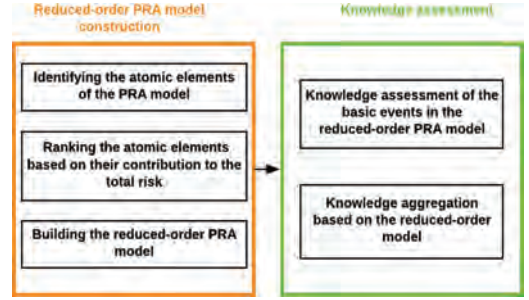 Reduced-order PRA model
construction
Identifying the atomic elements
of the PRA model
Ranking the atomic elements
based on their contribution to the
total risk
Building the reduced-order PRA
model
Knowledge assessment
Knowledge assessment of the
basic events in the
reduced-order PRA model
Knowledge aggregation
based on the reduced-order
model